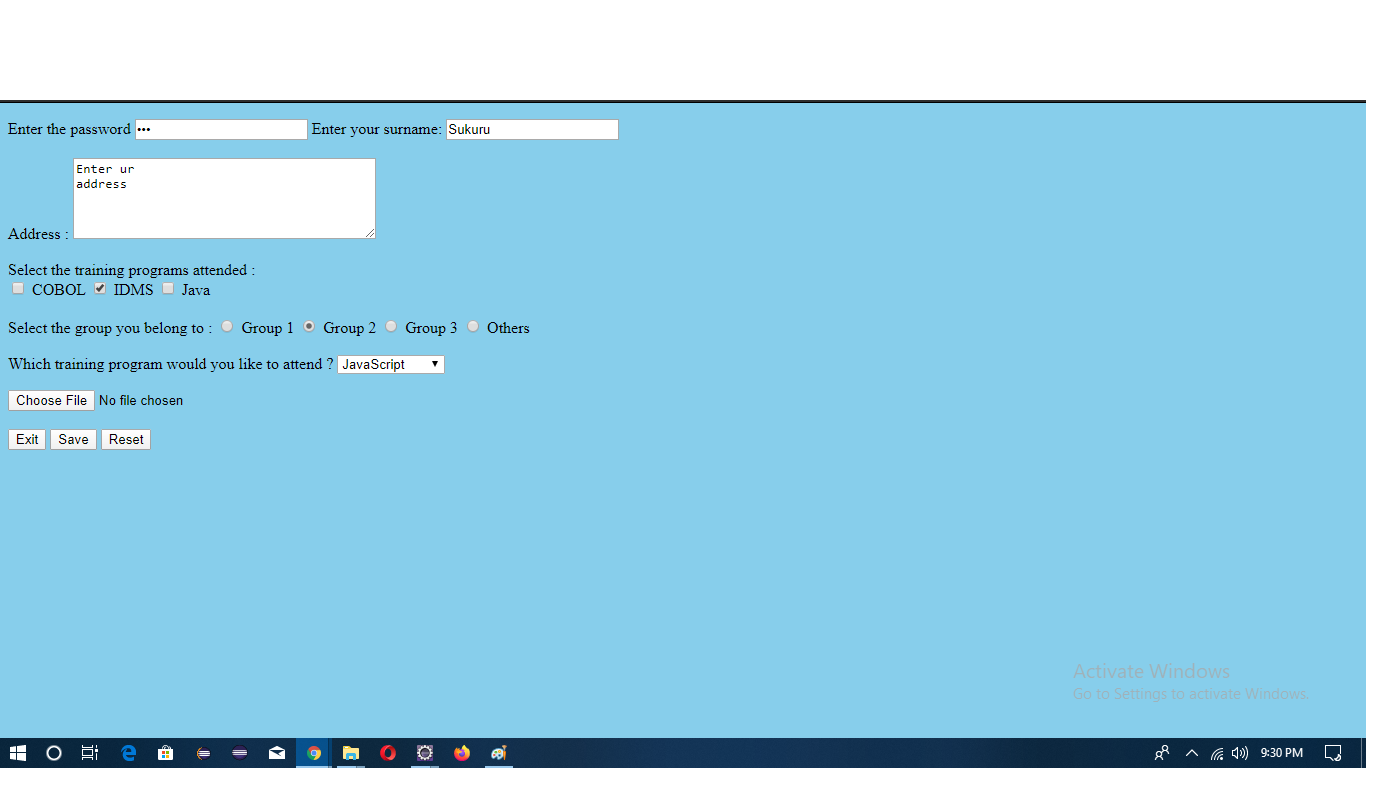 Enter the password ••• Enter your surname: Sukuru
Enter ur
address
Address :
Select the training programs attended :
COBOL IDMS Java
Select the group you belong to : Group 1 Group 2 Group 3 Others
Which training program would you like to attend ? JavaScript
Choose File No file chosen
Exit Save Reset
Activate Windows
Go to Settings to activate Windows.
9:30 PM